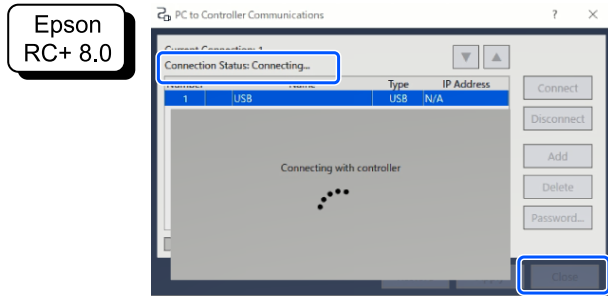 Epson
RC+ 8.0
PC to Controller Communications
? ×
Current Connection: 1
Connection Status: Connecting...
Number Name Type IP Address
1 USB USB N/A
Connect
Disconnect
Connecting with controller
Add
Delete
Password...
Close